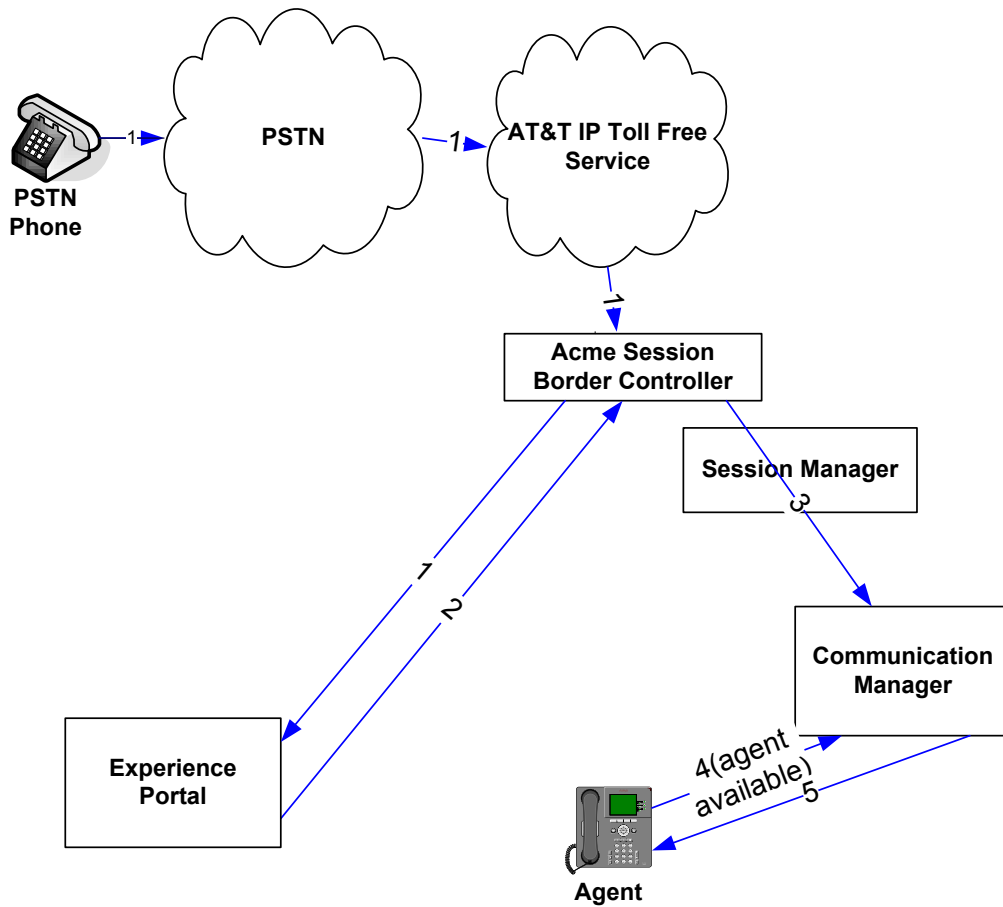 1
PSTN
Phone
PSTN
1
AT&T IP Toll Free
Service
1
Acme Session
Border Controller
Session Manager
3
1
2
Communication
Manager
Experience
Portal
4(agent
available)
5
Agent